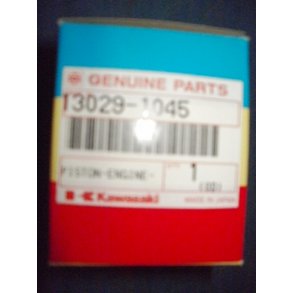 GENUINE PARTS
13029-1045
PISTON-ENGINE-
1
Kawasaki
MADE IN JAPAN